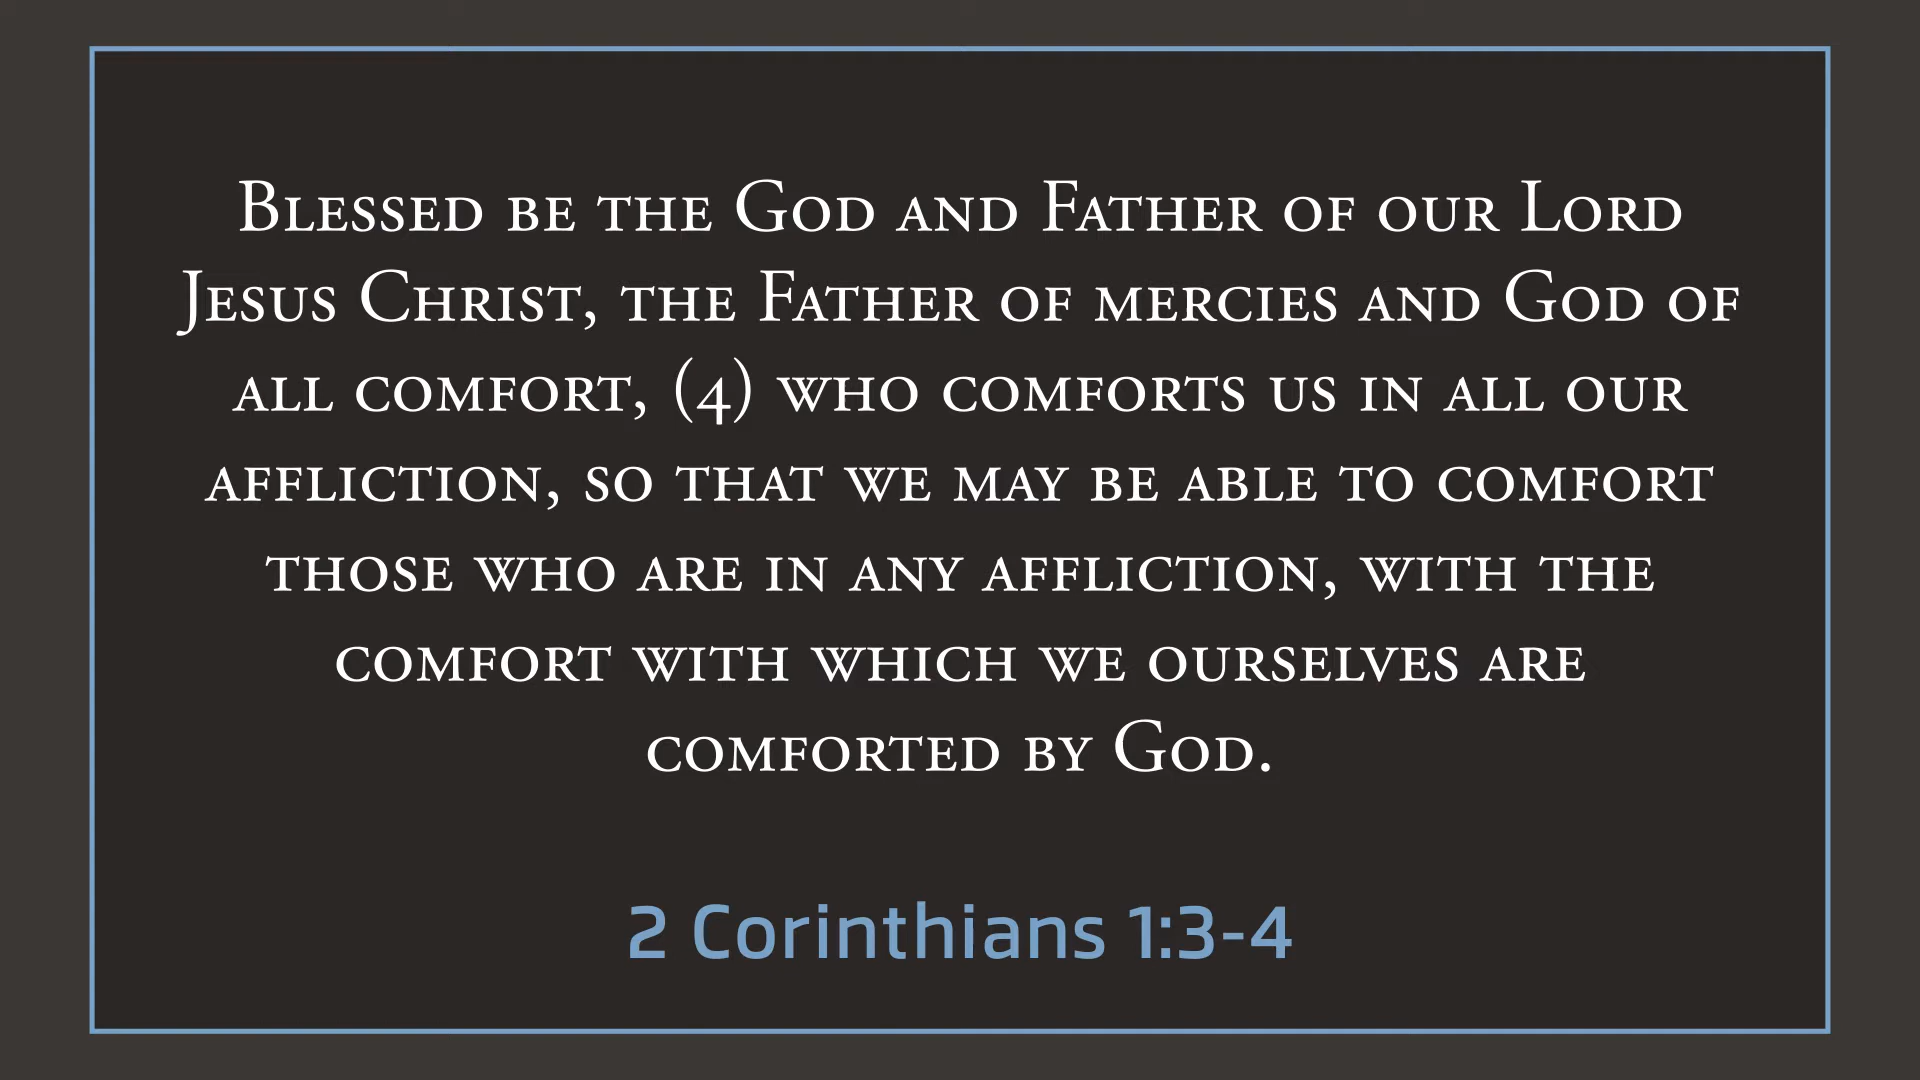 Blessed be the God and Father of our Lord
Jesus Christ, the Father of mercies and God of
all comfort, (4) who comforts us in all our
affliction, so that we may be able to comfort
those who are in any affliction, with the
comfort with which we ourselves are
comforted by God.
2 Corinthians 1:3-4